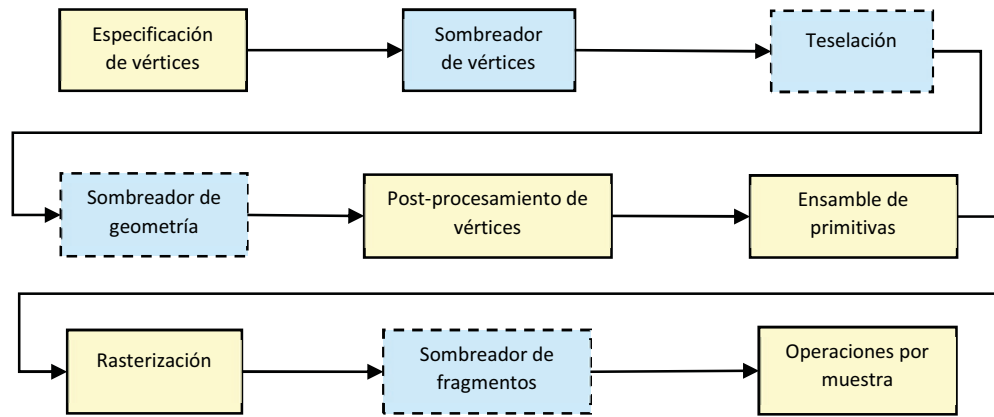 Especificación
de vértices
Sombreador
de vértices
Teselación
Sombreador de
geometría
Post-procesamiento de
vértices
Ensamble de
primitivas
Rasterización
Sombreador de
fragmentos
Operaciones por
muestra